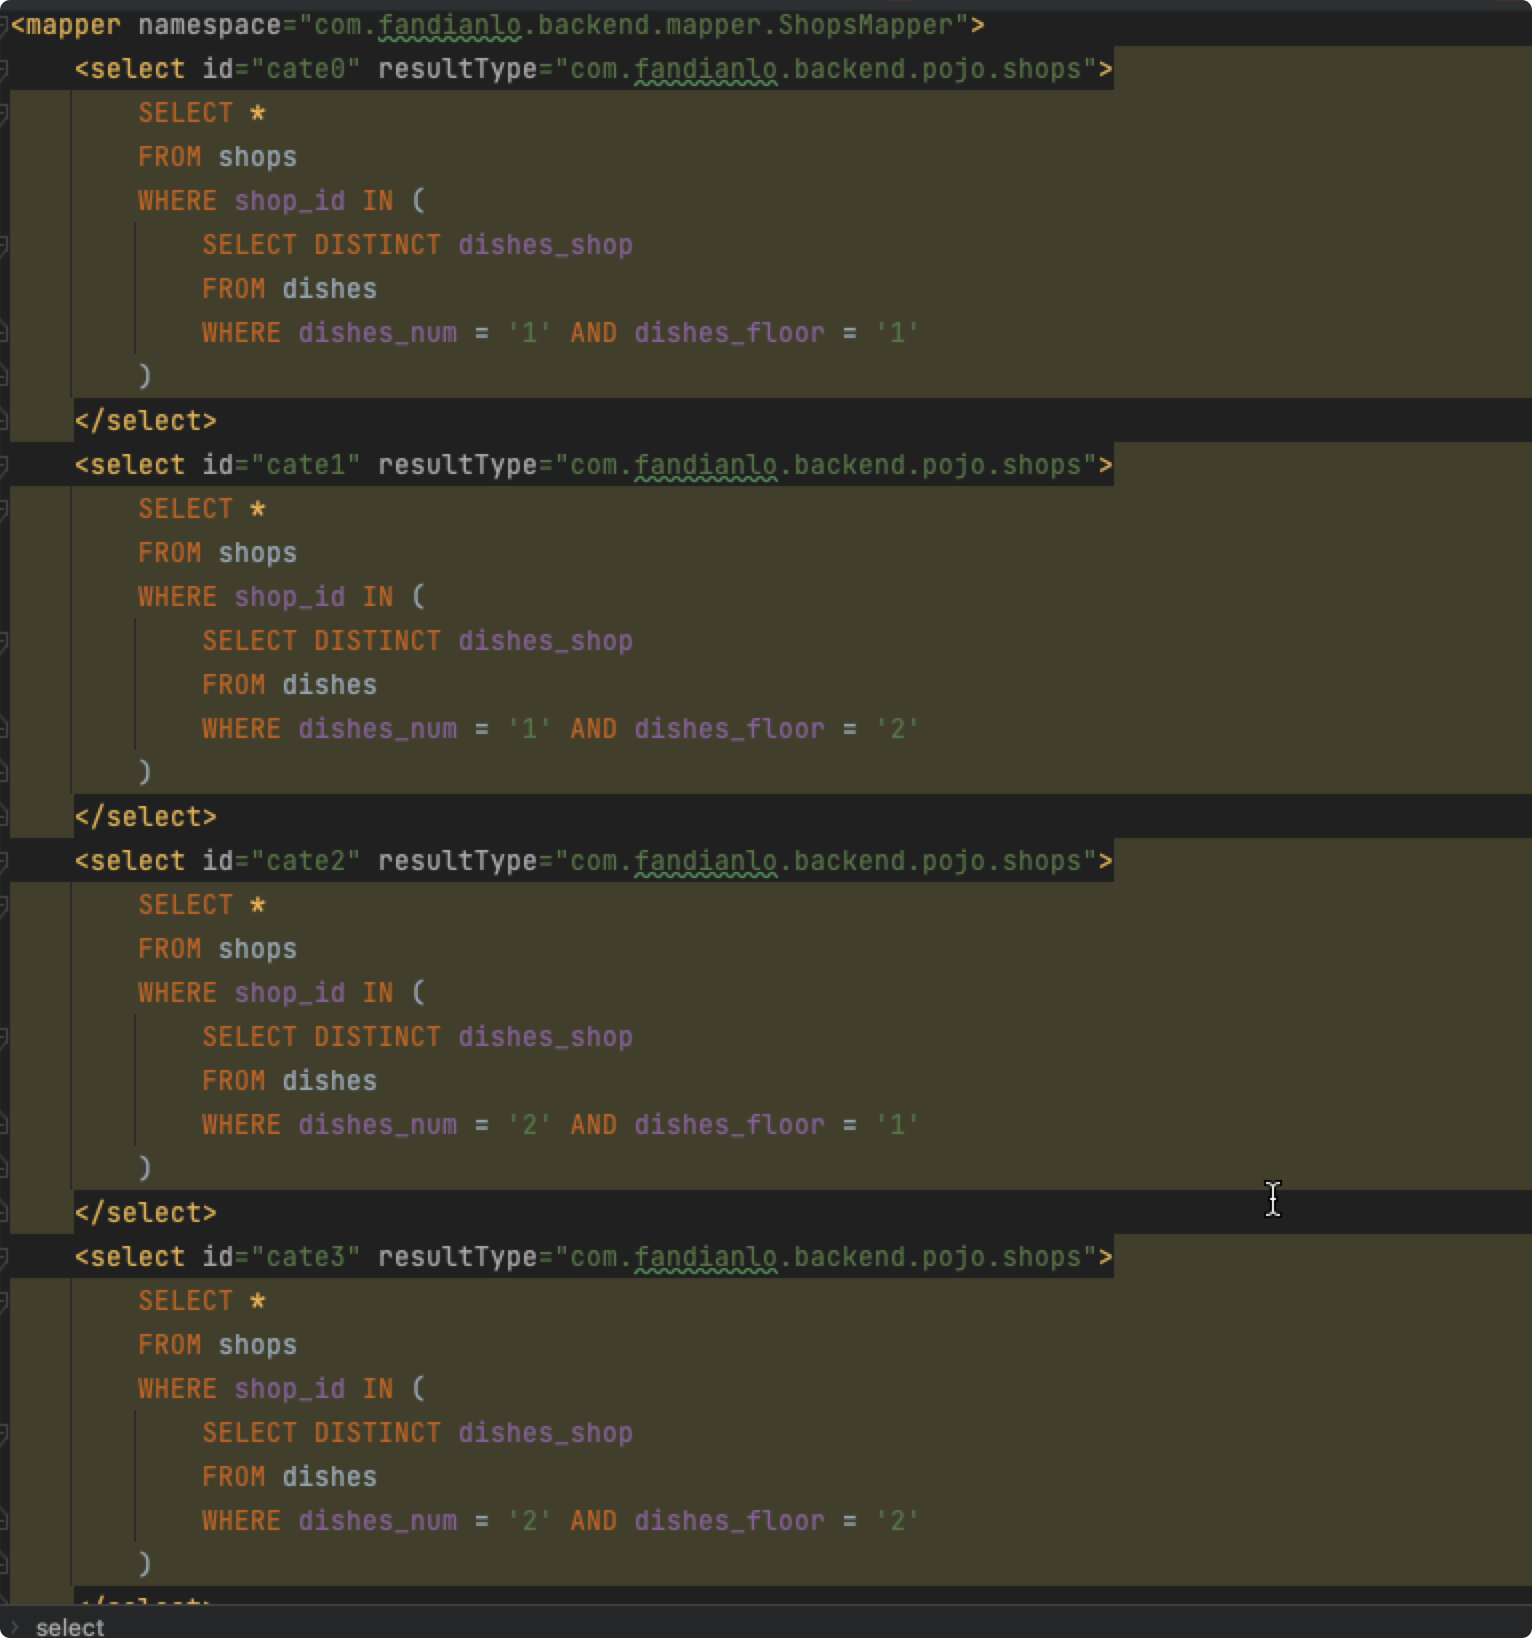 <mapper namespace="com.fandianlo.backend.mapper.ShopsMapper">
<select id="cate0" resultType="com.fandianlo.backend.pojo.shops">
SELECT *
FROM shops
WHERE shop_id IN (
SELECT DISTINCT dishes_shop
FROM dishes
WHERE dishes_num = '1' AND dishes_floor = '1'
)
</select>
<select id="cate1" resultType="com.fandianlo.backend.pojo.shops">
SELECT *
FROM shops
WHERE shop_id IN (
SELECT DISTINCT dishes_shop
FROM dishes
WHERE dishes_num = '1' AND dishes_floor = '2'
)
</select>
<select id="cate2" resultType="com.fandianlo.backend.pojo.shops">
SELECT *
FROM shops
WHERE shop_id IN (
SELECT DISTINCT dishes_shop
FROM dishes
WHERE dishes_num = '2' AND dishes_floor = '1'
)
</select>
<select id="cate3" resultType="com.fandianlo.backend.pojo.shops">
SELECT *
FROM shops
WHERE shop_id IN (
SELECT DISTINCT dishes_shop
FROM dishes
WHERE dishes_num = '2' AND dishes_floor = '2'
)
</select>
select